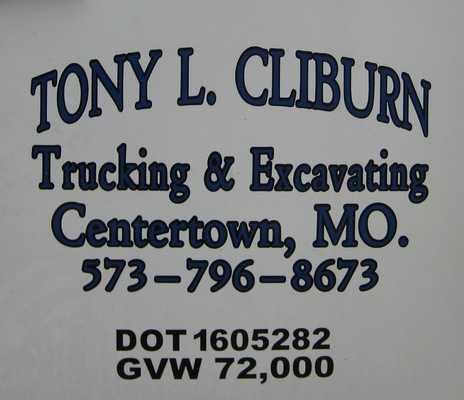 TONY L. CLIBURN
Trucking & Excavating
Centertown, MO.
573-796-8673
DOT 1605282
GVW 72,000